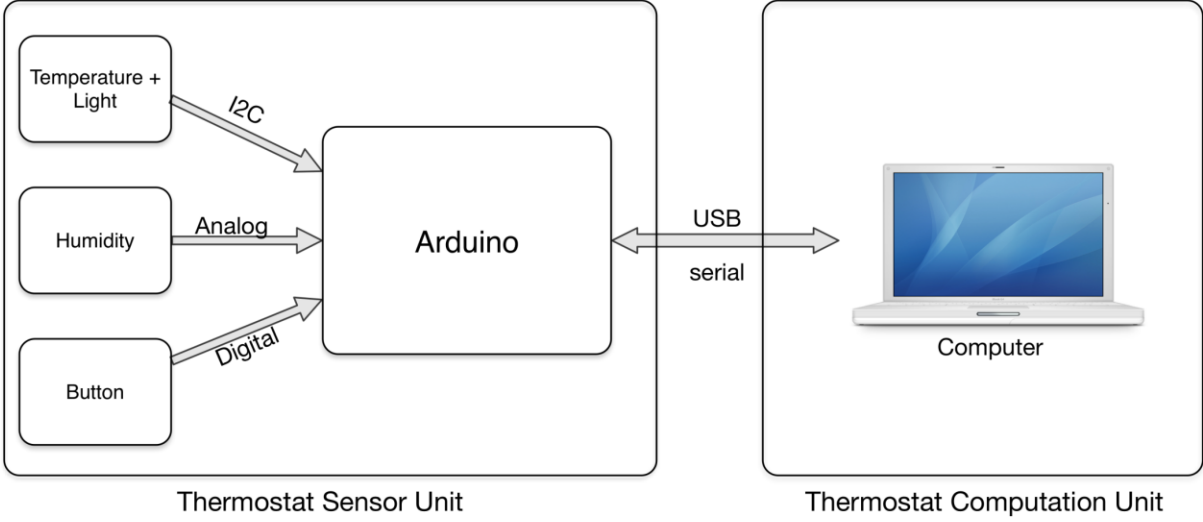 Temperature +
Light
I2C
Humidity
Analog
Arduino
Button
Digital
USB
serial
Computer
Thermostat Sensor Unit
Thermostat Computation Unit